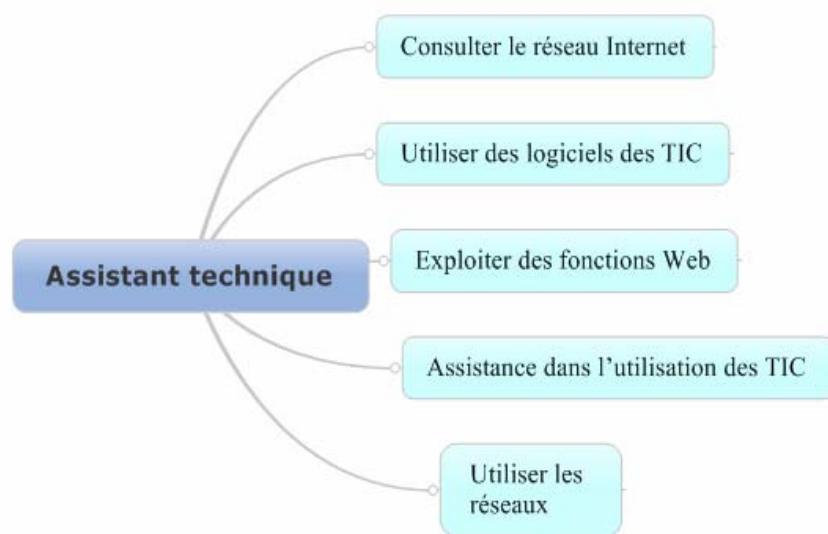 Consulter le réseau Internet
Utiliser des logiciels des TIC
Assistant technique
Exploiter des fonctions Web
Assistance dans l’utilisation des TIC
Utiliser les
réseaux